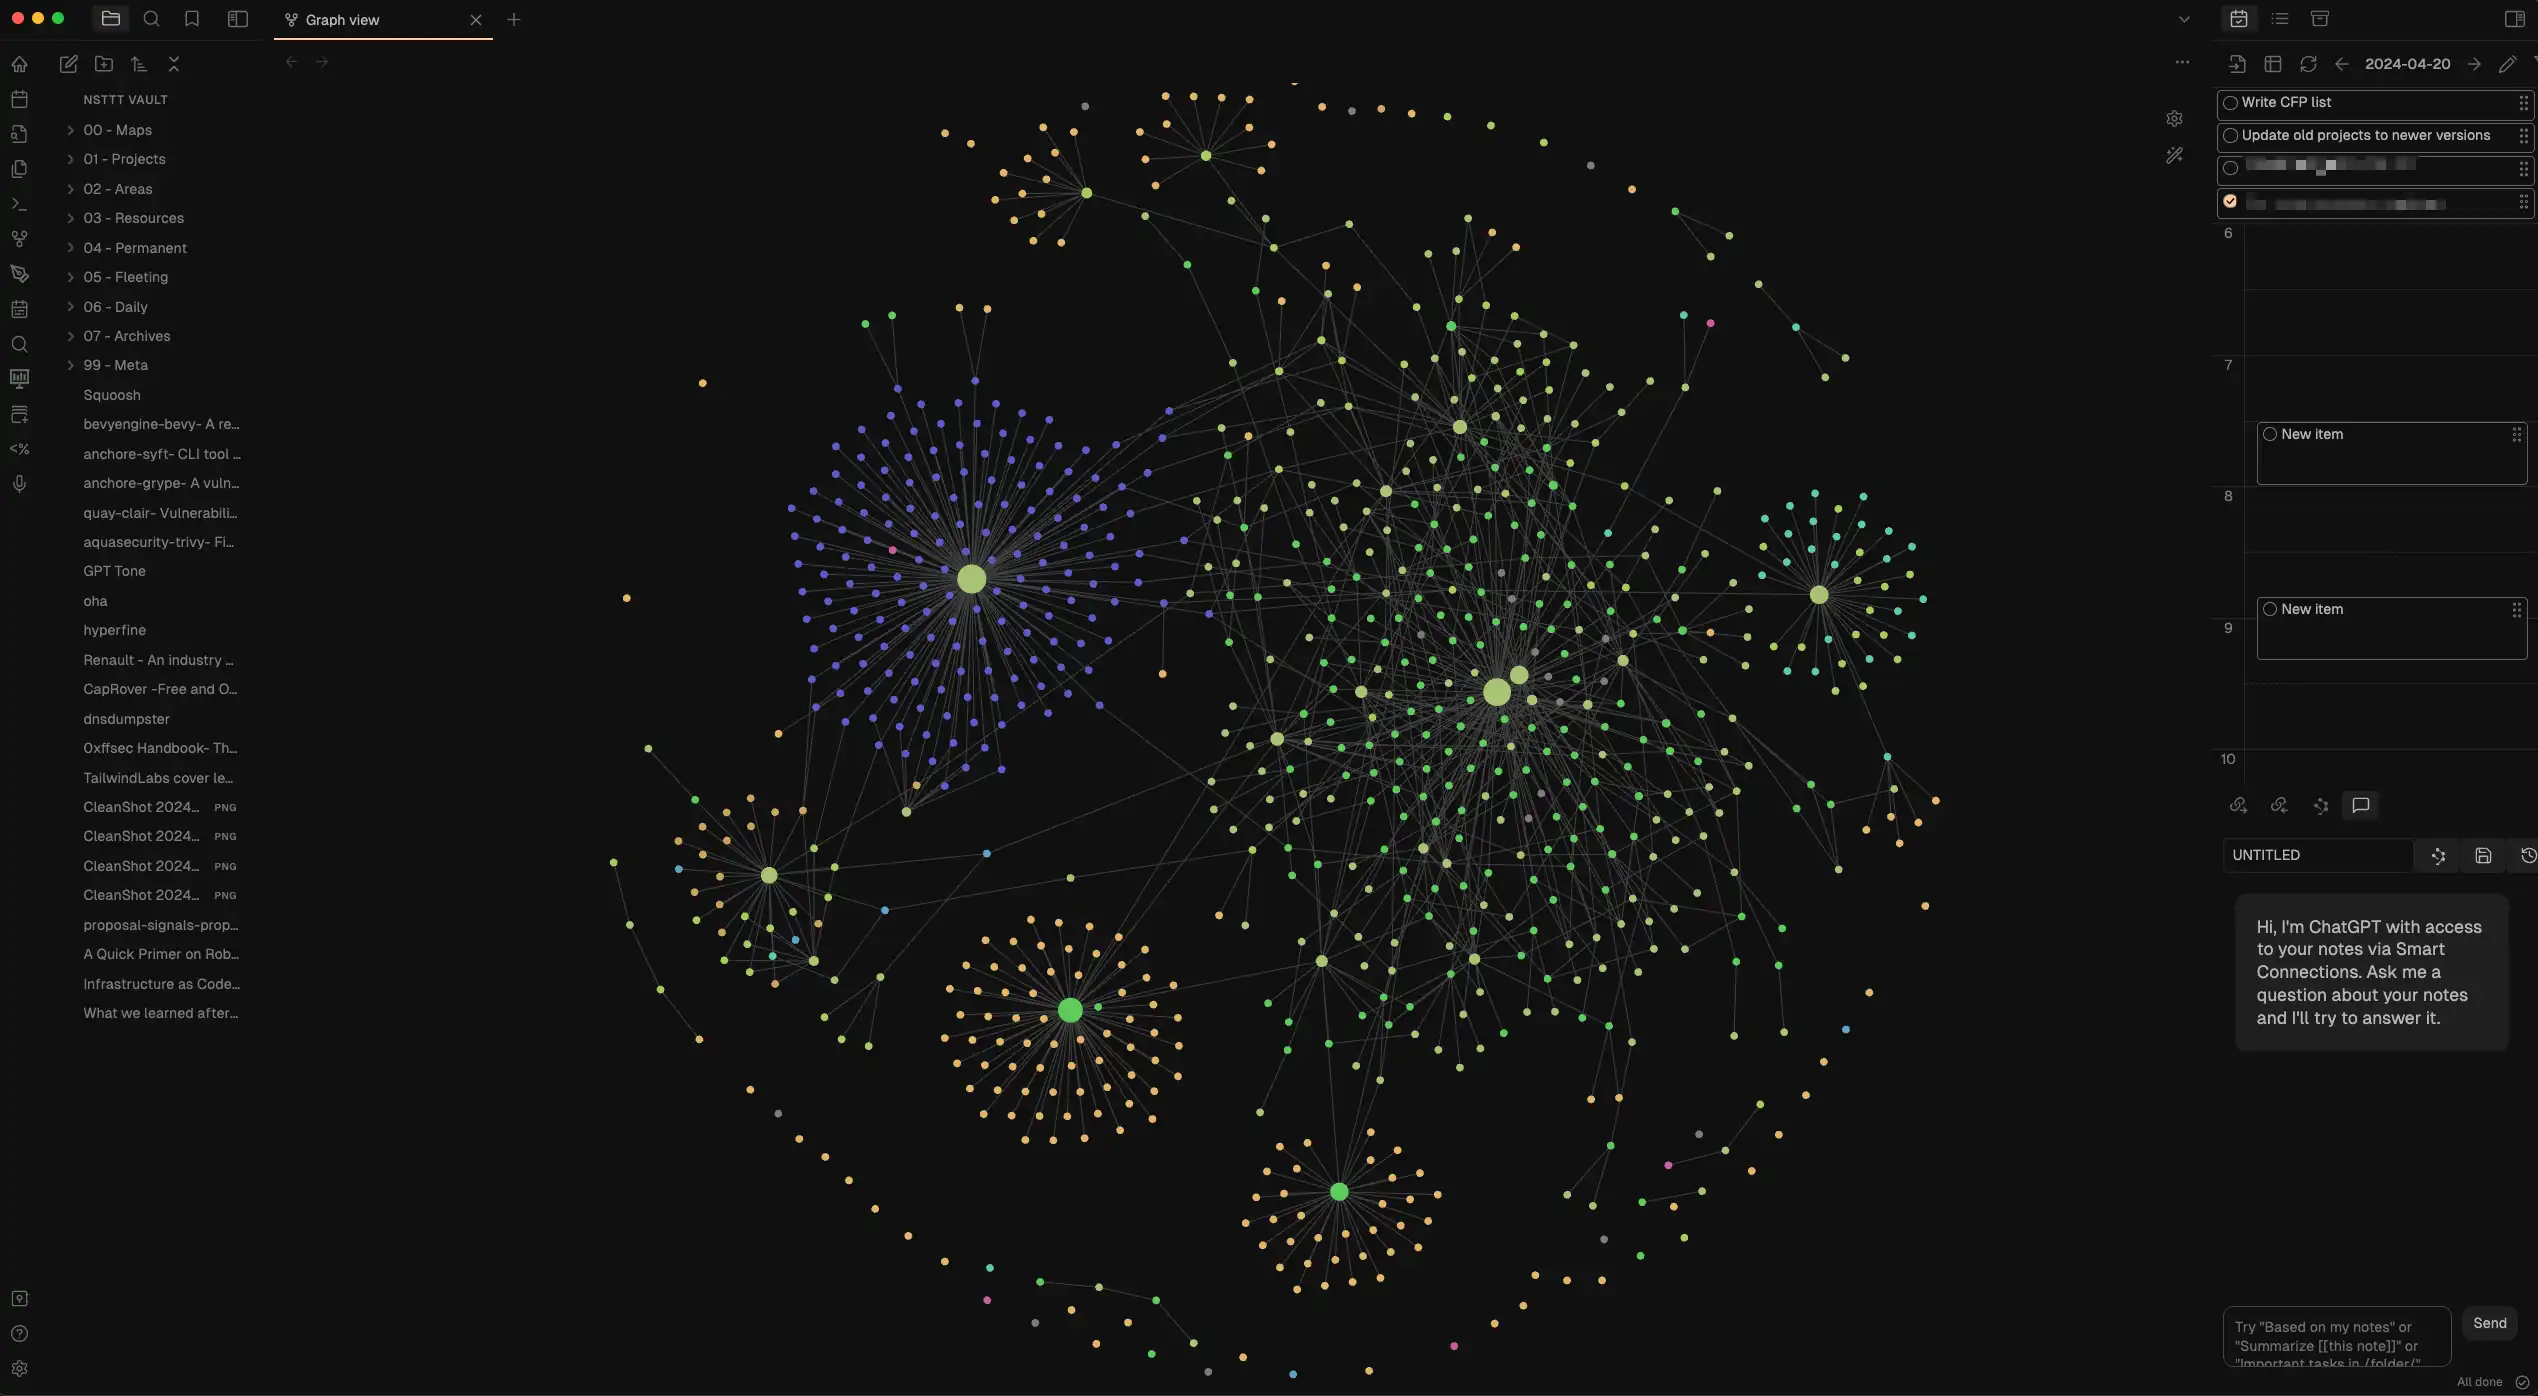 Graph view
2024-04-20
NSTTT VAULT
00 - Maps
01 - Projects
02 - Areas
03 - Resources
04 - Permanent
05 - Fleeting
06 - Daily
07 - Archives
99 - Meta
Squoosh
bevyengine-bevy- A re...
anchore-syft- CLI tool ...
anchore-grype- A vuln...
quay-clair- Vulnerabili...
aquasecurity-trivy- Fi...
GPT Tone
oha
hyperfine
Renault - An industry ...
CapRover -Free and O...
dnsdumpster
0xffsec Handbook- Th...
TailwindLabs cover le...
CleanShot 2024... PNG
CleanShot 2024... PNG
CleanShot 2024... PNG
CleanShot 2024... PNG
proposal-signals-prop...
A Quick Primer on Rob...
Infrastructure as Code...
What we learned after...
Write CFP list
Update old projects to newer versions
6
7
New item
8
New item
9
10
UNTITLED
Hi, I'm ChatGPT with access
to your notes via Smart
Connections. Ask me a
question about your notes
and I'll try to answer it.
Try "Based on my notes" or
"Summarize [[this note]]" or
"Important tasks in /folder/"
Send
All done